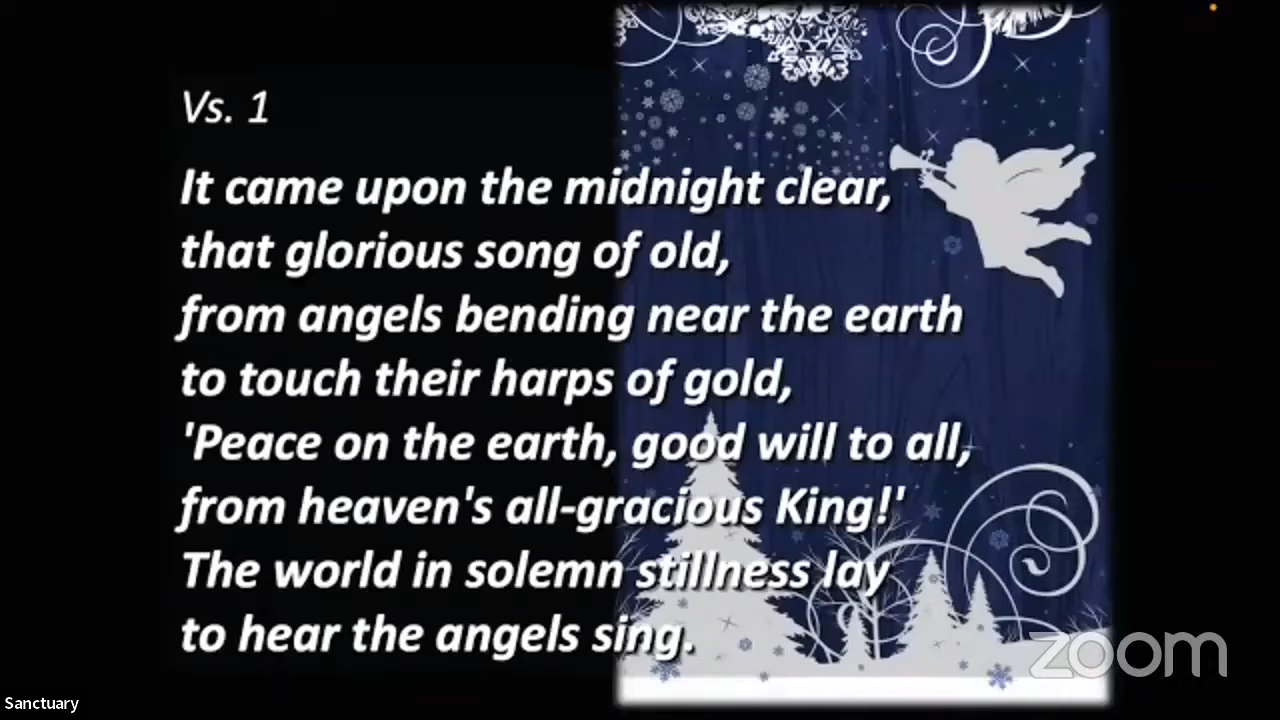 Vs. 1
It came upon the midnight clear,
that glorious song of old,
from angels bending near the earth
to touch their harps of gold,
'Peace on the earth, good will to all,
from heaven's all-gracious King!'
The world in solemn stillness lay
to hear the angels sing.
zoom
Sanctuary